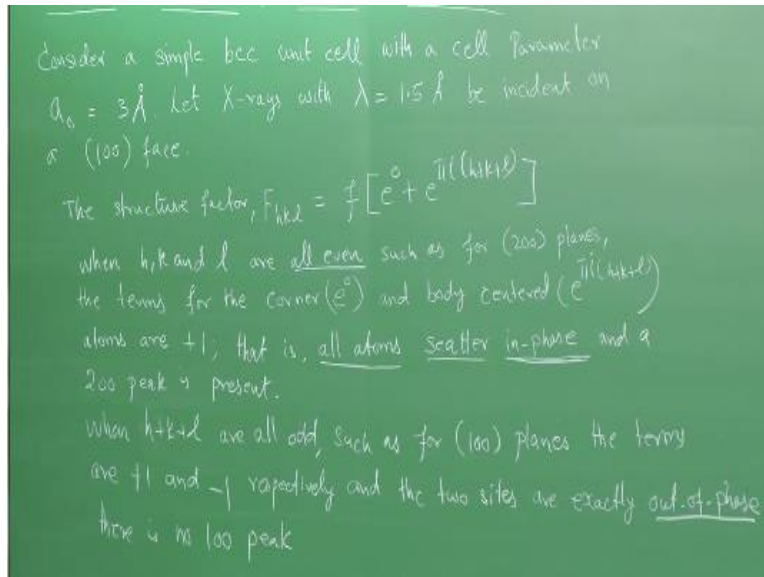 Consider a simple bcc unit cell with a cell Parameter
a₀ = 3Å. Let X-rays with λ = 1.5 Å be incident on
a (100) face.
The structure factor, F_hkl = f [e⁰ + e^πi(h+k+l)]
when h,k and l are all even such as for (200) planes,
the terms for the corner (e⁰) and body centered (e^πi(h+k+l))
atoms are +1; that is, all atoms scatter in-phase and a
200 peak is present.
When h+k+l are all odd, such as for (100) planes the terms
are +1 and -1 respectively and the two sites are exactly out-of-phase
there is no 100 peak